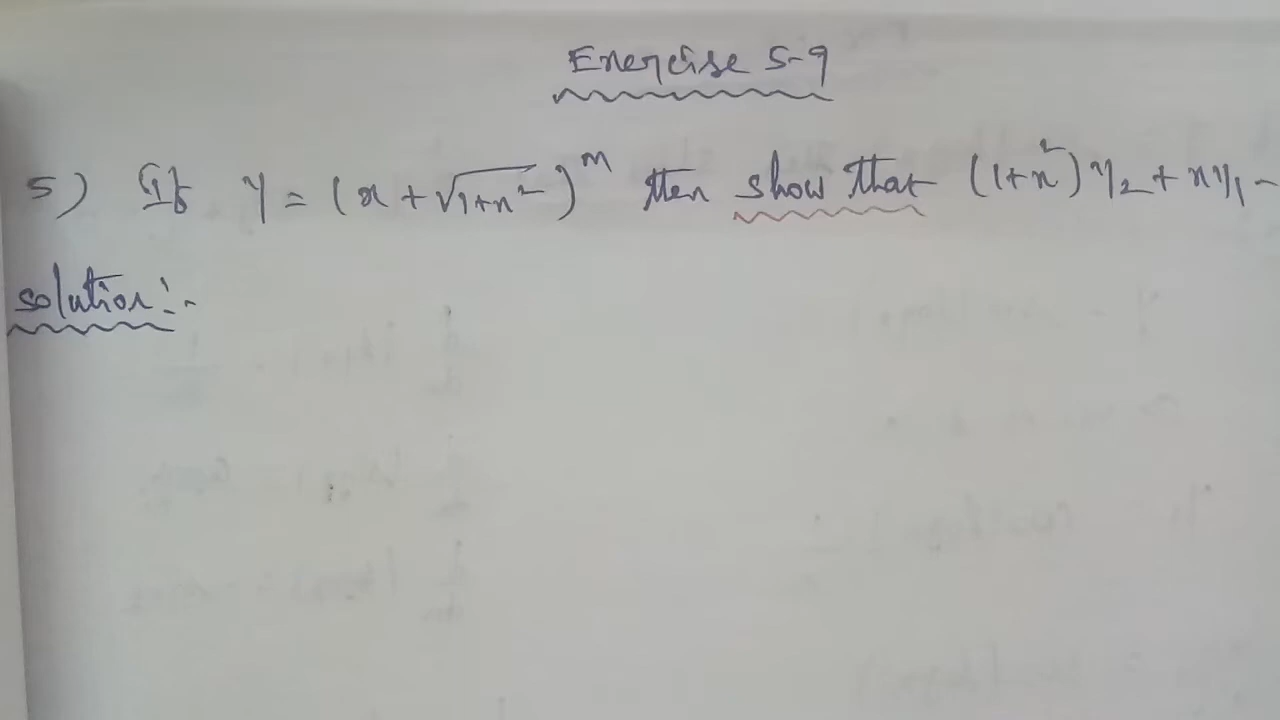 Exercise 5-9
5) If y = (x + √1+x²)ᵐ then show that (1+x²) y₂ + xy₁ -
solution:-